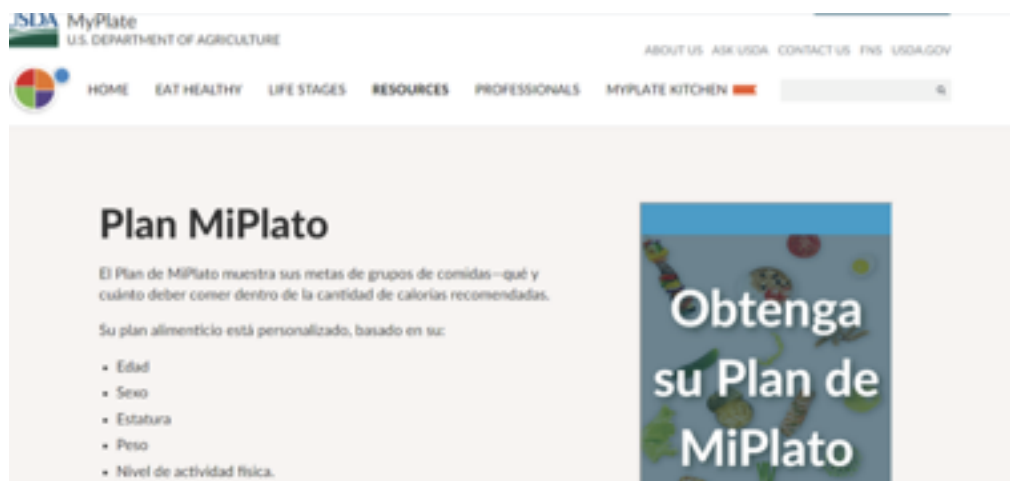 USDA MyPlate
U.S. DEPARTMENT OF AGRICULTURE
ABOUT US ASK USDA CONTACT US FNS USDA.GOV
HOME EAT HEALTHY LIFE STAGES RESOURCES PROFESSIONALS MYPLATE KITCHEN
Plan MiPlato
El Plan de MiPlato muestra sus metas de grupos de comidas—qué y
cuánto deber comer dentro de la cantidad de calorías recomendadas.
Su plan alimenticio está personalizado, basado en su:
• Edad
• Sexo
• Estatura
• Peso
• Nivel de actividad física.
Obtenga
su Plan de
MiPlato